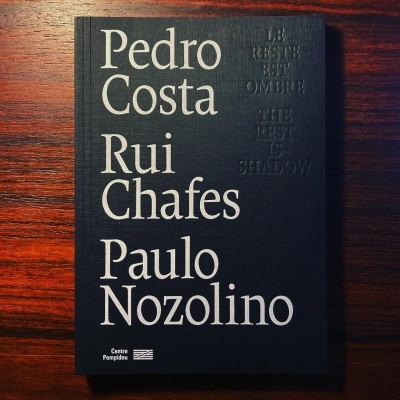 Pedro
Costa
Rui
Chafes
Paulo
Nozolino
LE
RESTE
EST
OMBRE
THE
REST
IS
SHADOW
Centre
Pompidou